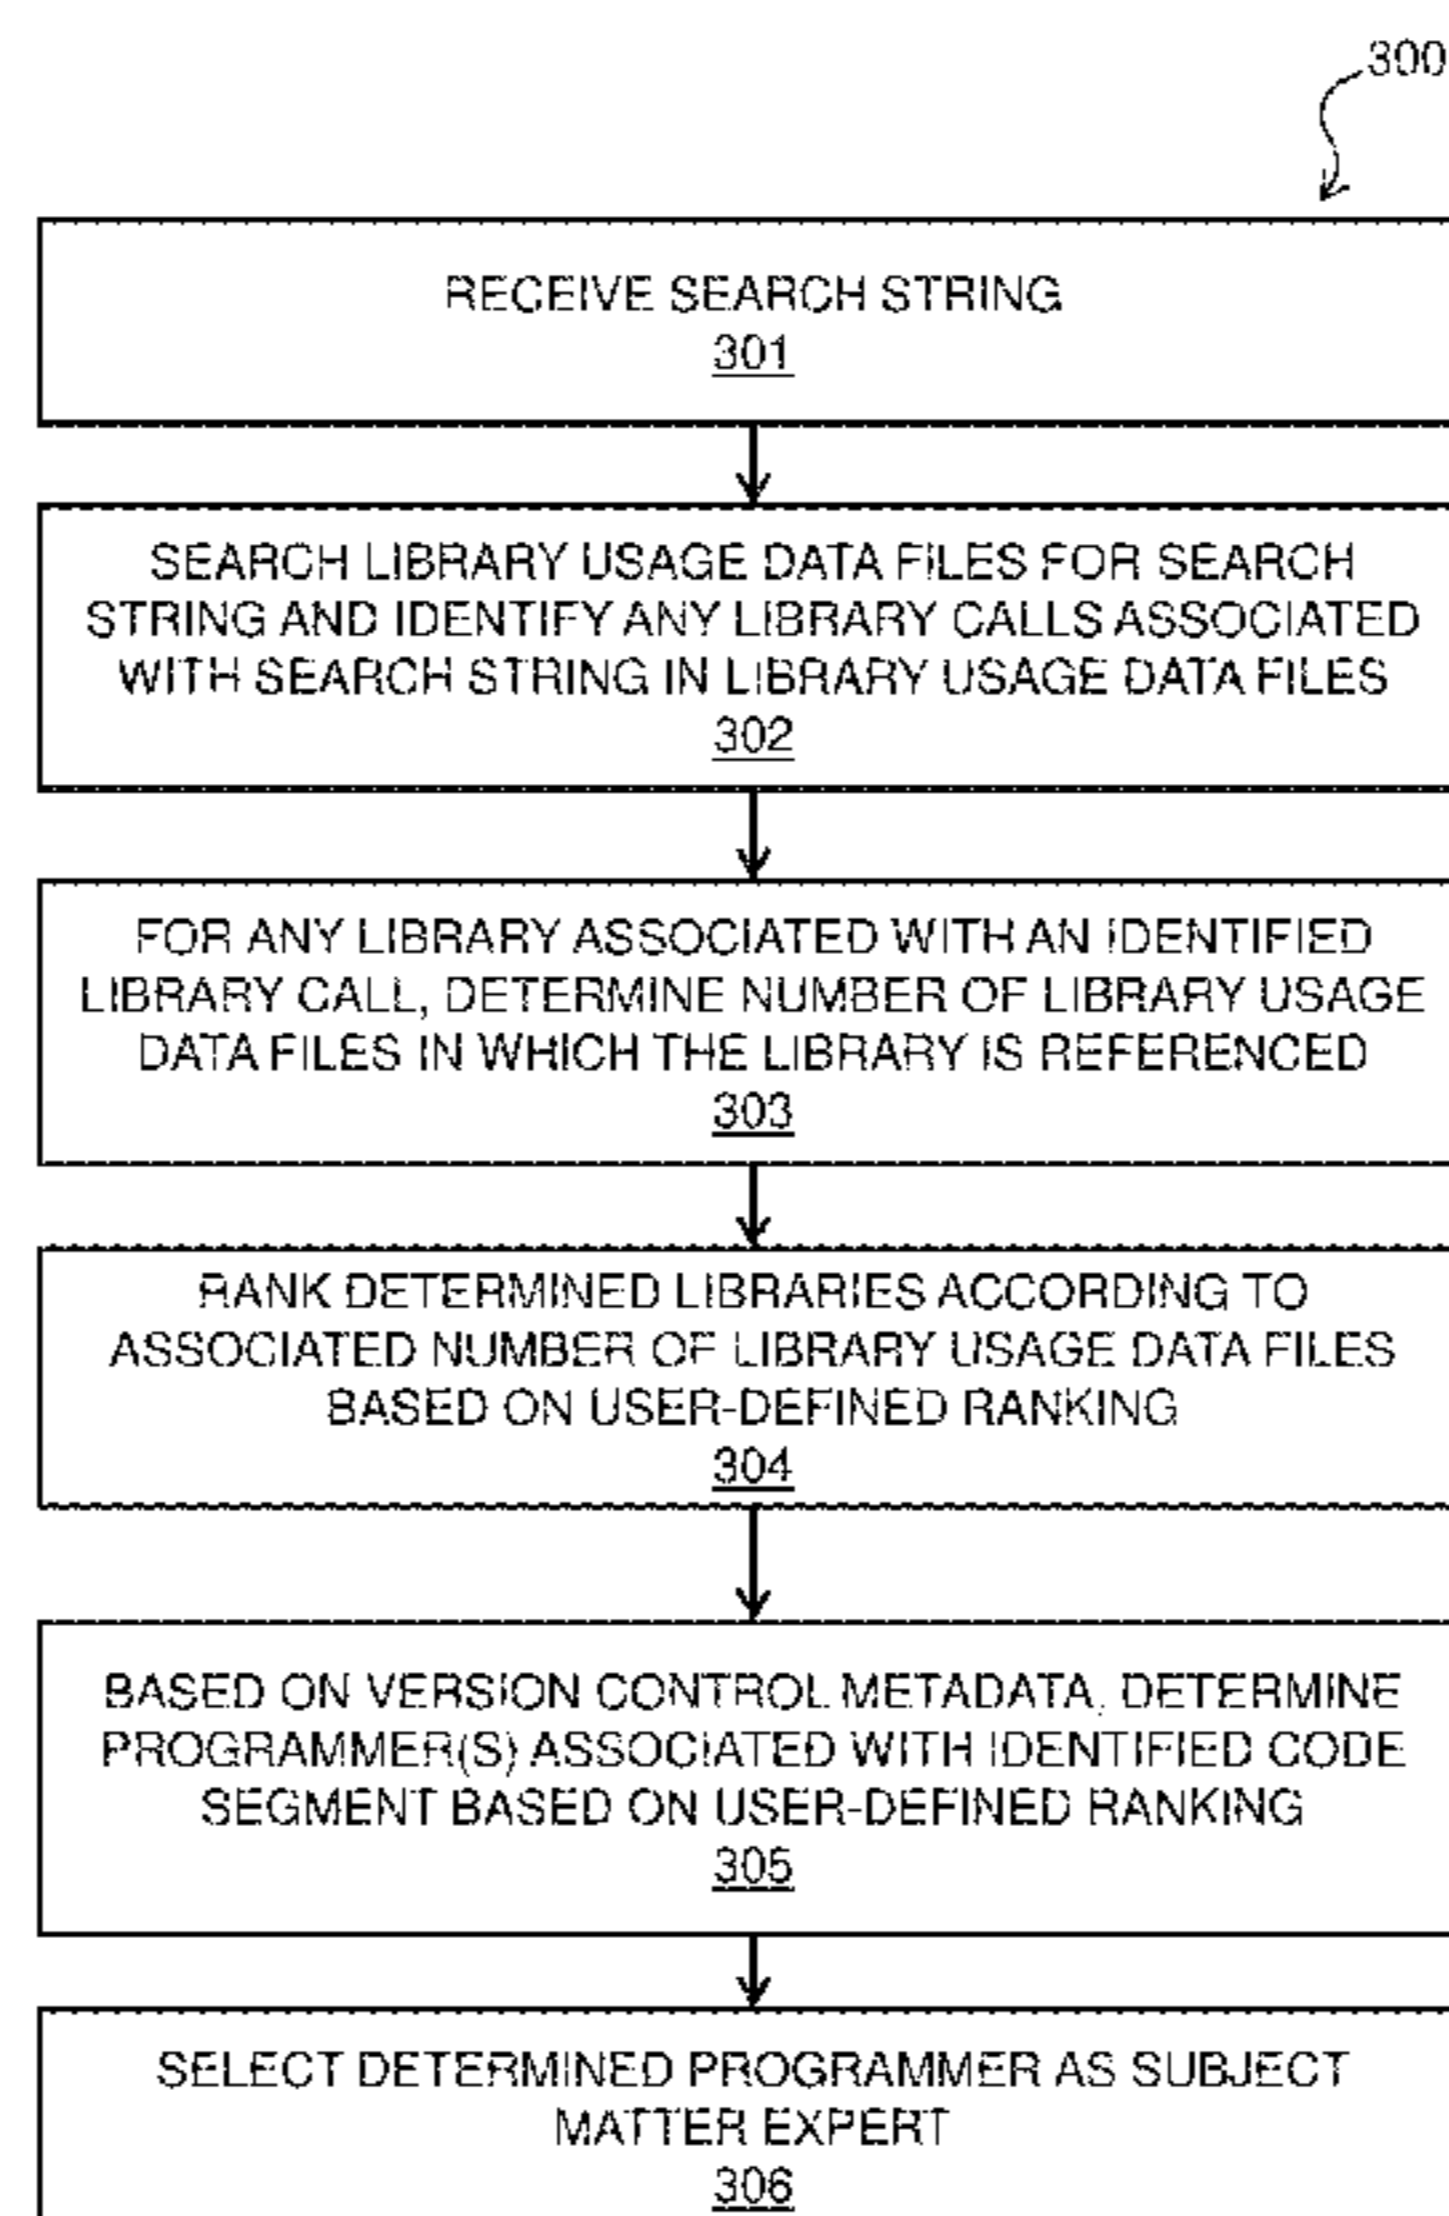 300
RECEIVE SEARCH STRING
301
SEARCH LIBRARY USAGE DATA FILES FOR SEARCH
STRING AND IDENTIFY ANY LIBRARY CALLS ASSOCIATED
WITH SEARCH STRING IN LIBRARY USAGE DATA FILES
302
FOR ANY LIBRARY ASSOCIATED WITH AN IDENTIFIED
LIBRARY CALL, DETERMINE NUMBER OF LIBRARY USAGE
DATA FILES IN WHICH THE LIBRARY IS REFERENCED
303
RANK DETERMINED LIBRARIES ACCORDING TO
ASSOCIATED NUMBER OF LIBRARY USAGE DATA FILES
BASED ON USER-DEFINED RANKING
304
BASED ON VERSION CONTROL METADATA, DETERMINE
PROGRAMMER(S) ASSOCIATED WITH IDENTIFIED CODE
SEGMENT BASED ON USER-DEFINED RANKING
305
SELECT DETERMINED PROGRAMMER AS SUBJECT
MATTER EXPERT
306